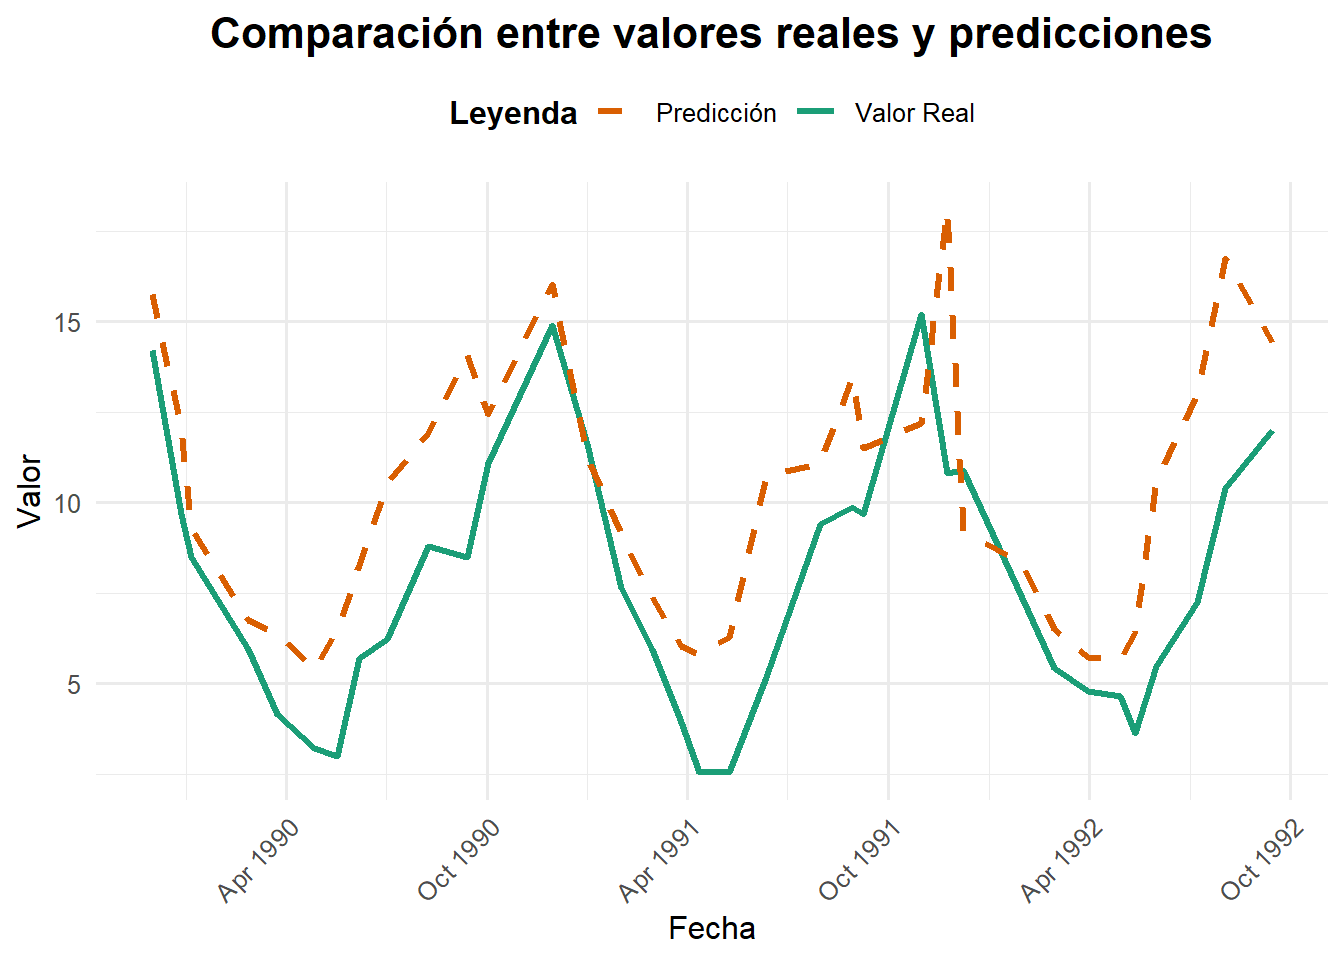 Comparación entre valores reales y predicciones
Leyenda Predicción Valor Real
Valor
15
10
5
Apr 1990 Oct 1990 Apr 1991 Oct 1991 Apr 1992 Oct 1992
Fecha